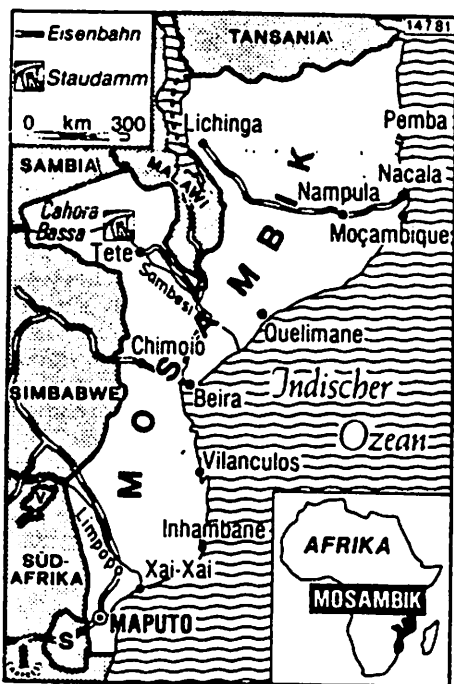 Eisenbahn
Staudamm
0 km 300
14781
TANSANIA
Lichinga
Pemba
SAMBIA
MALAWI
Nacala
Nampula
Cahora
Bassa
Moçambique
Tete
Sambesi
MOSAMBIK
Quelimane
Chimoio
Beira
SIMBABWE
Indischer
Ozean
Vilanculos
Limpopo
Inhambane
SÜD-
AFRIKA
Xai-Xai
MAPUTO
S
AFRIKA
MOSAMBIK